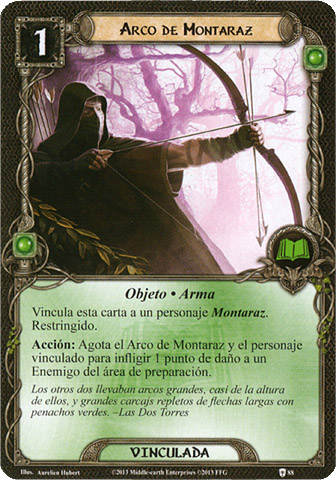 Arco de Montaraz
1
Objeto • Arma
Vincula esta carta a un personaje Montaraz.
Restringido.
Acción: Agota el Arco de Montaraz y el personaje
vinculado para infligir 1 punto de daño a un
Enemigo del área de preparación.
Los otros dos llevaban arcos grandes, casi de la altura
de ellos, y grandes carcajs repletos de flechas largas con
penachos verdes. –Las Dos Torres
VINCULADA
Illus. Aurelien Hubert
©2013 Middle-earth Enterprises ©2013 FFG
88